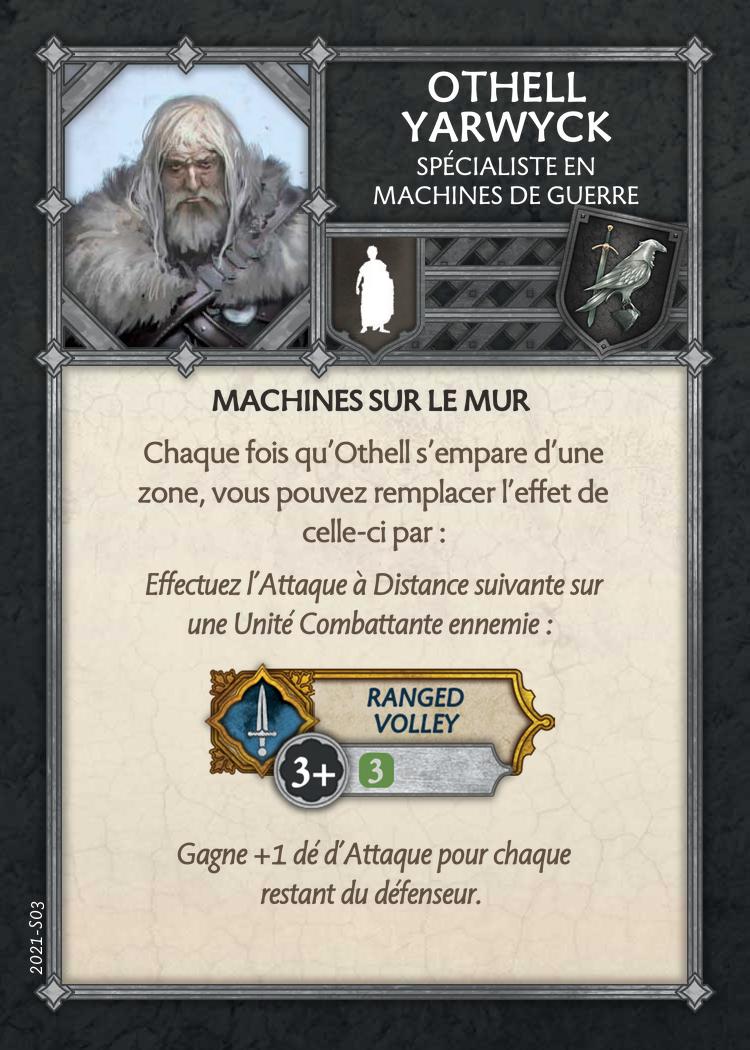 OTHELL
YARWYCK
SPÉCIALISTE EN
MACHINES DE GUERRE
MACHINES SUR LE MUR
Chaque fois qu'Othell s'empare d'une
zone, vous pouvez remplacer l'effet de
celle-ci par :
Effectuez l'Attaque à Distance suivante sur
une Unité Combattante ennemie :
RANGED
VOLLEY
3+
3
Gagne +1 dé d'Attaque pour chaque
restant du défenseur.
2021-S03